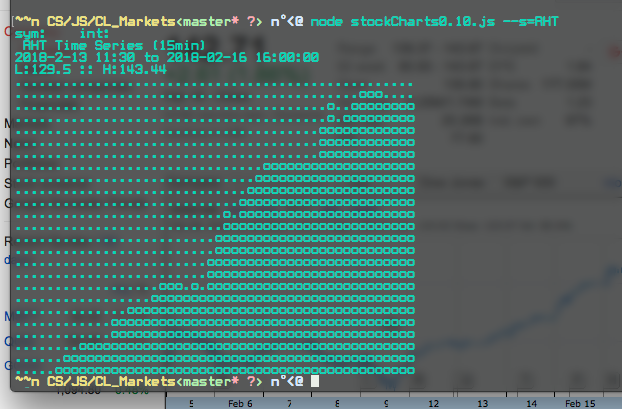 ~~n CS/JS/CL_Markets<master* ?> n°<@ node stockCharts0.10.js --s=AHT
sym: int:
AHT Time Series (15min)
2018-2-13 11:30 to 2018-02-16 16:00:00
L:129.5 :: H:143.44
~~n CS/JS/CL_Markets<master* ?> n°<@
5 Feb 6 7 8 9 12 13 14 Feb 15